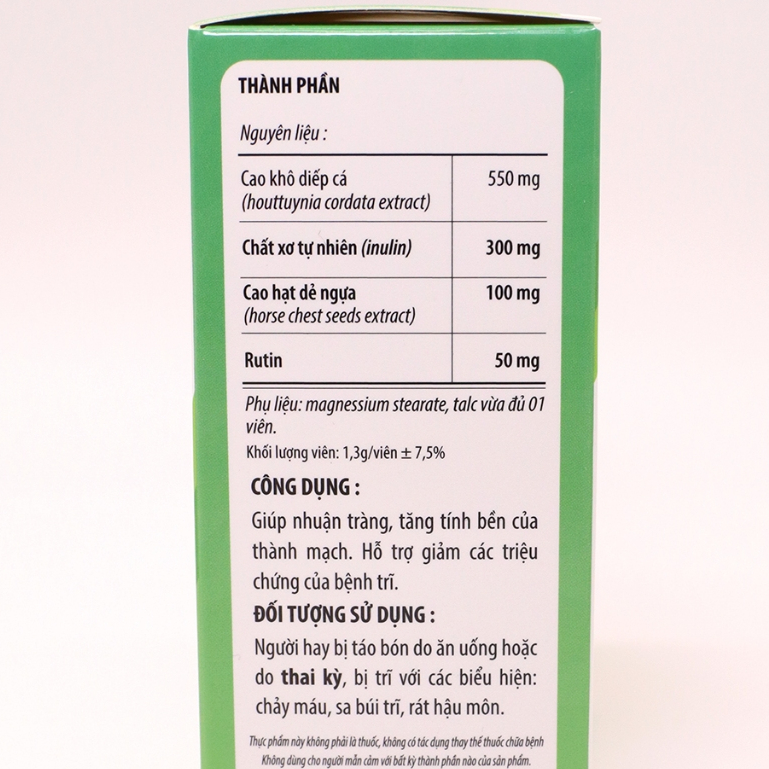 THÀNH PHẦN
Nguyên liệu :
Cao khô diếp cá 550 mg
(houttuynia cordata extract)
Chất xơ tự nhiên (inulin) 300 mg
Cao hạt dẻ ngựa 100 mg
(horse chest seeds extract)
Rutin 50 mg
Phụ liệu: magnessium stearate, talc vừa đủ 01
viên.
Khối lượng viên: 1,3g/viên ± 7,5%
CÔNG DỤNG :
Giúp nhuận tràng, tăng tính bền của
thành mạch. Hỗ trợ giảm các triệu
chứng của bệnh trĩ.
ĐỐI TƯỢNG SỬ DỤNG :
Người hay bị táo bón do ăn uống hoặc
do thai kỳ, bị trĩ với các biểu hiện:
chảy máu, sa búi trĩ, rát hậu môn.
Thực phẩm này không phải là thuốc, không có tác dụng thay thế thuốc chữa bệnh
Không dùng cho người mẫn cảm với bất kỳ thành phần nào của sản phẩm.